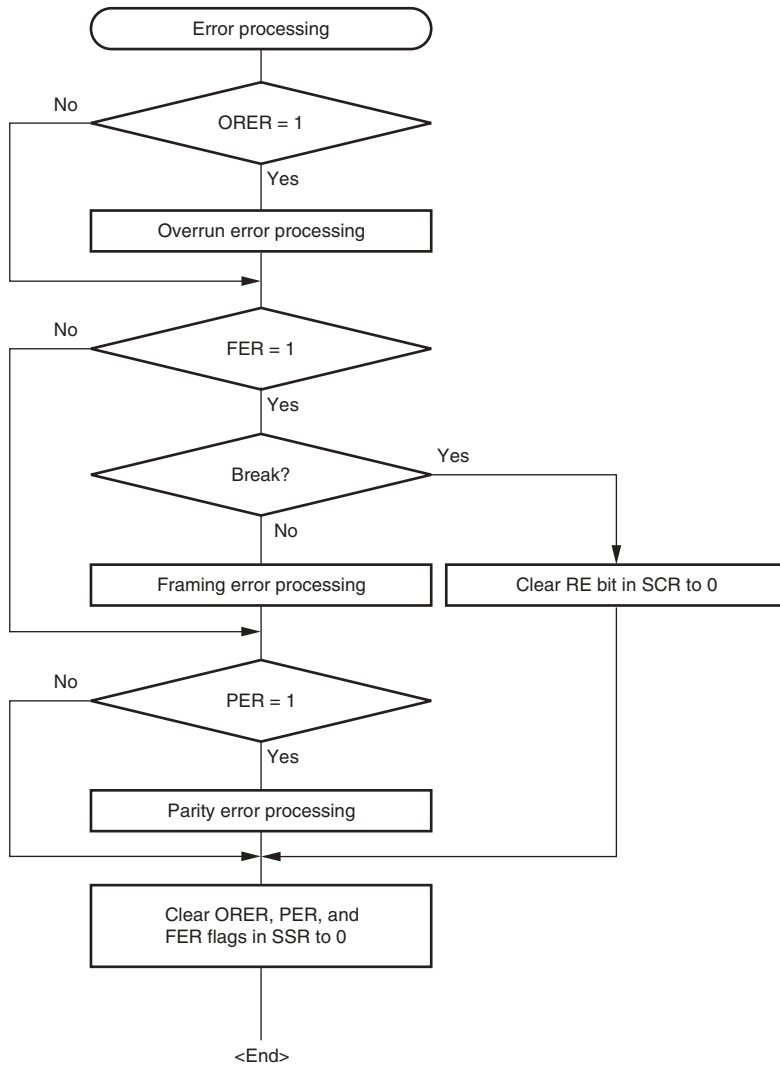 Error processing
No
ORER = 1
Yes
Overrun error processing
No
FER = 1
Yes
Break?
Yes
No
Framing error processing
Clear RE bit in SCR to 0
No
PER = 1
Yes
Parity error processing
Clear ORER, PER, and
FER flags in SSR to 0
<End>